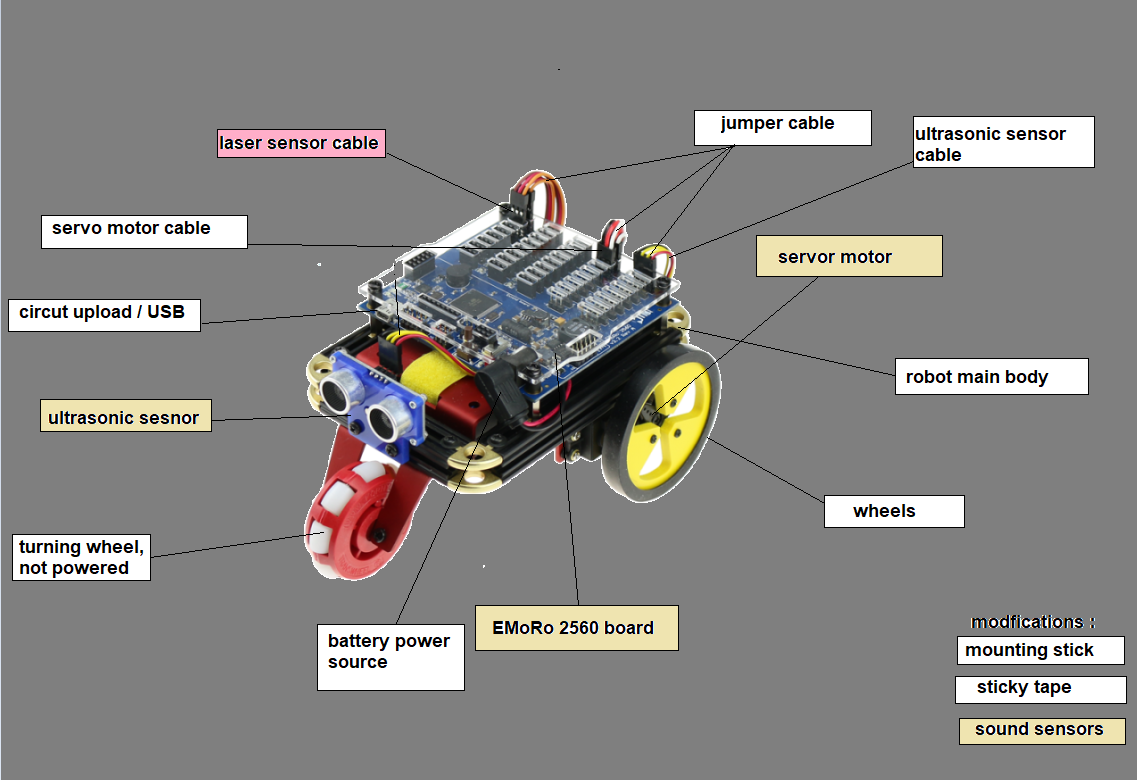 jumper cable
laser sensor cable
ultrasonic sensor
cable
servo motor cable
servor motor
circut upload / USB
robot main body
ultrasonic sesnor
wheels
turning wheel,
not powered
EMoRo 2560 board
battery power
source
modfications :
mounting stick
sticky tape
sound sensors